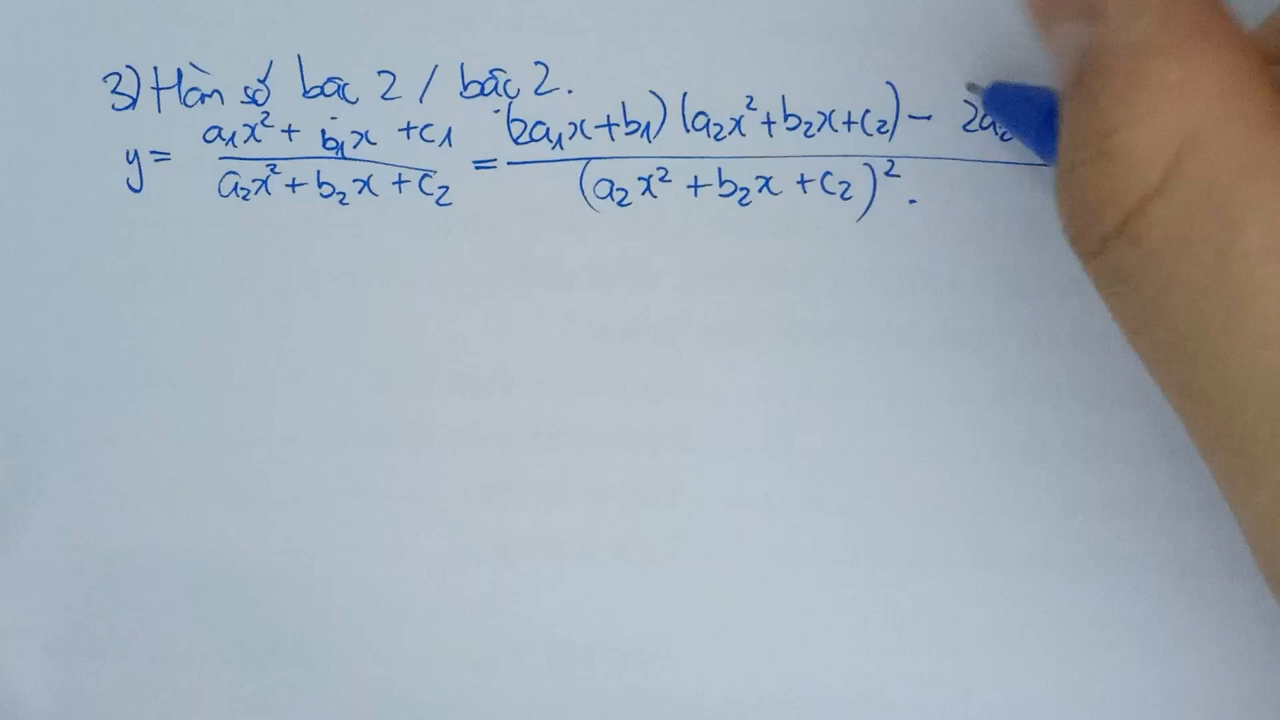 3) Hàm số bậc 2 / bậc 2.
y = (a₁x² + b₁x + c₁)/(a₂x² + b₂x + c₂) = ((2a₁x + b₁)(a₂x² + b₂x + c₂) - 2a₂)/((a₂x² + b₂x + c₂)².